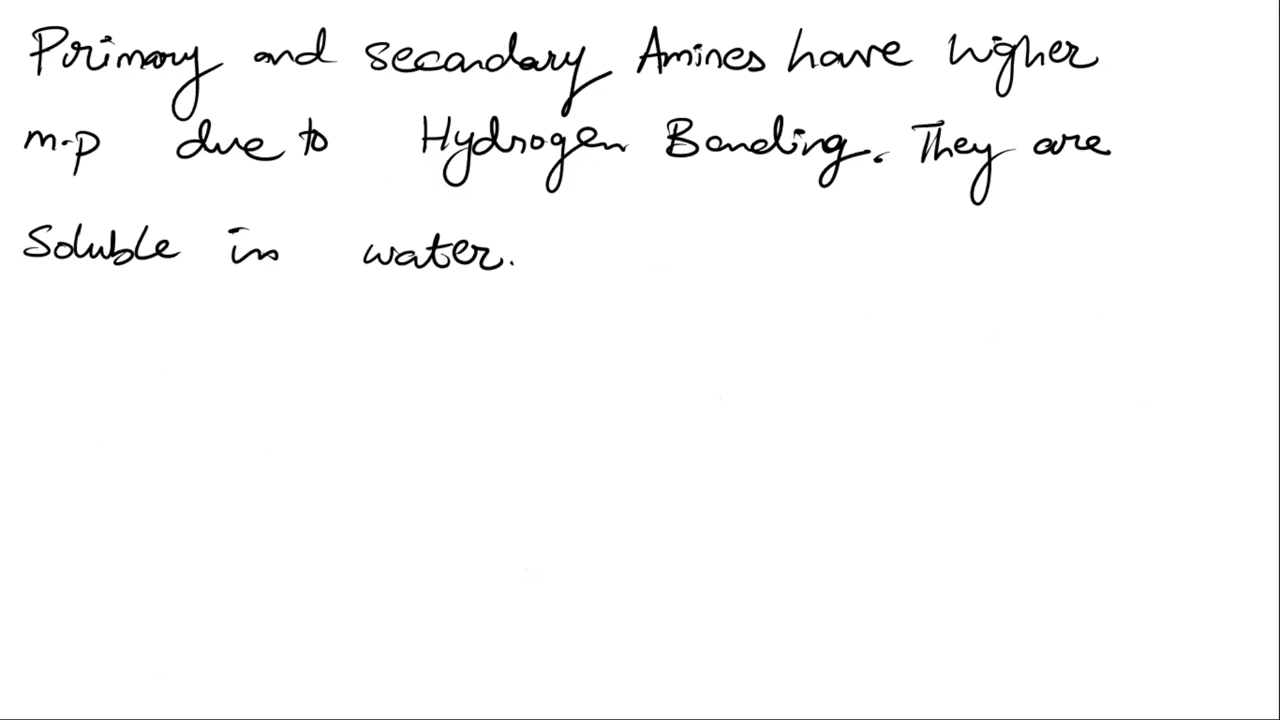 Primary and secondary Amines have higher
m.p due to Hydrogen Bonding. They are
Soluble in water.